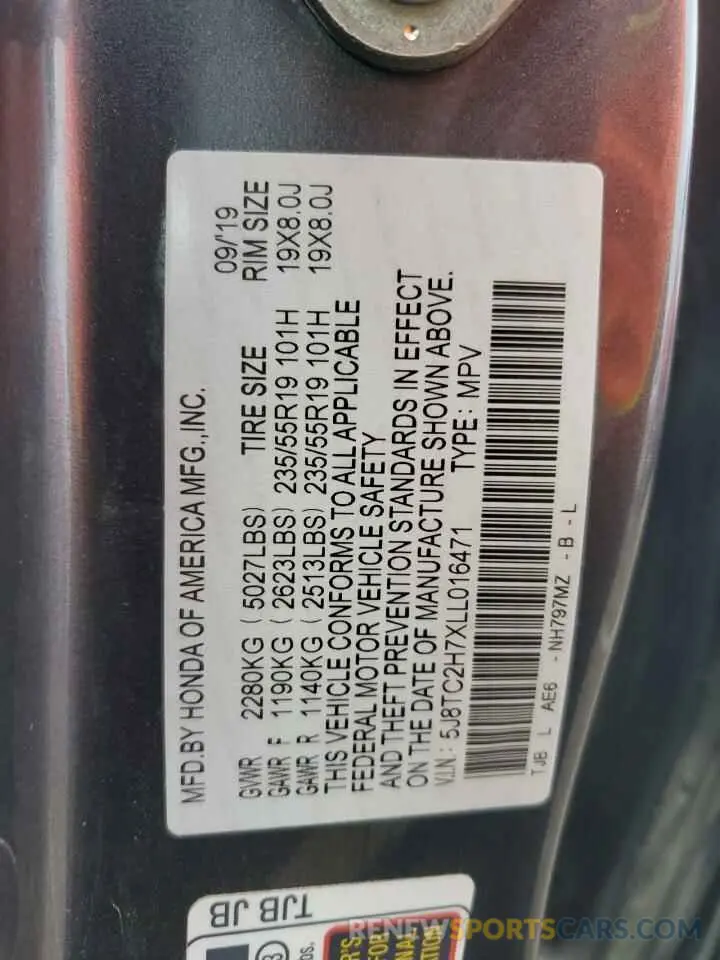 MFD.BY HONDA OF AMERICA MFG.,INC.
09/'19
GVWR 2280KG (5027LBS) TIRE SIZE RIM SIZE
GAWR F 1190KG (2623LBS) 235/55R19 101H 19X8.0J
GAWR R 1140KG (2513LBS) 235/55R19 101H 19X8.0J
THIS VEHICLE CONFORMS TO ALL APPLICABLE
FEDERAL MOTOR VEHICLE SAFETY
AND THEFT PREVENTION STANDARDS IN EFFECT
ON THE DATE OF MANUFACTURE SHOWN ABOVE.
V.I.N.: 5J8TC2H7XLL016471 TYPE: MPV
TJB L AE6 - NH797MZ - B - L
TJB JB
RENEWSPORTSCARS.COM